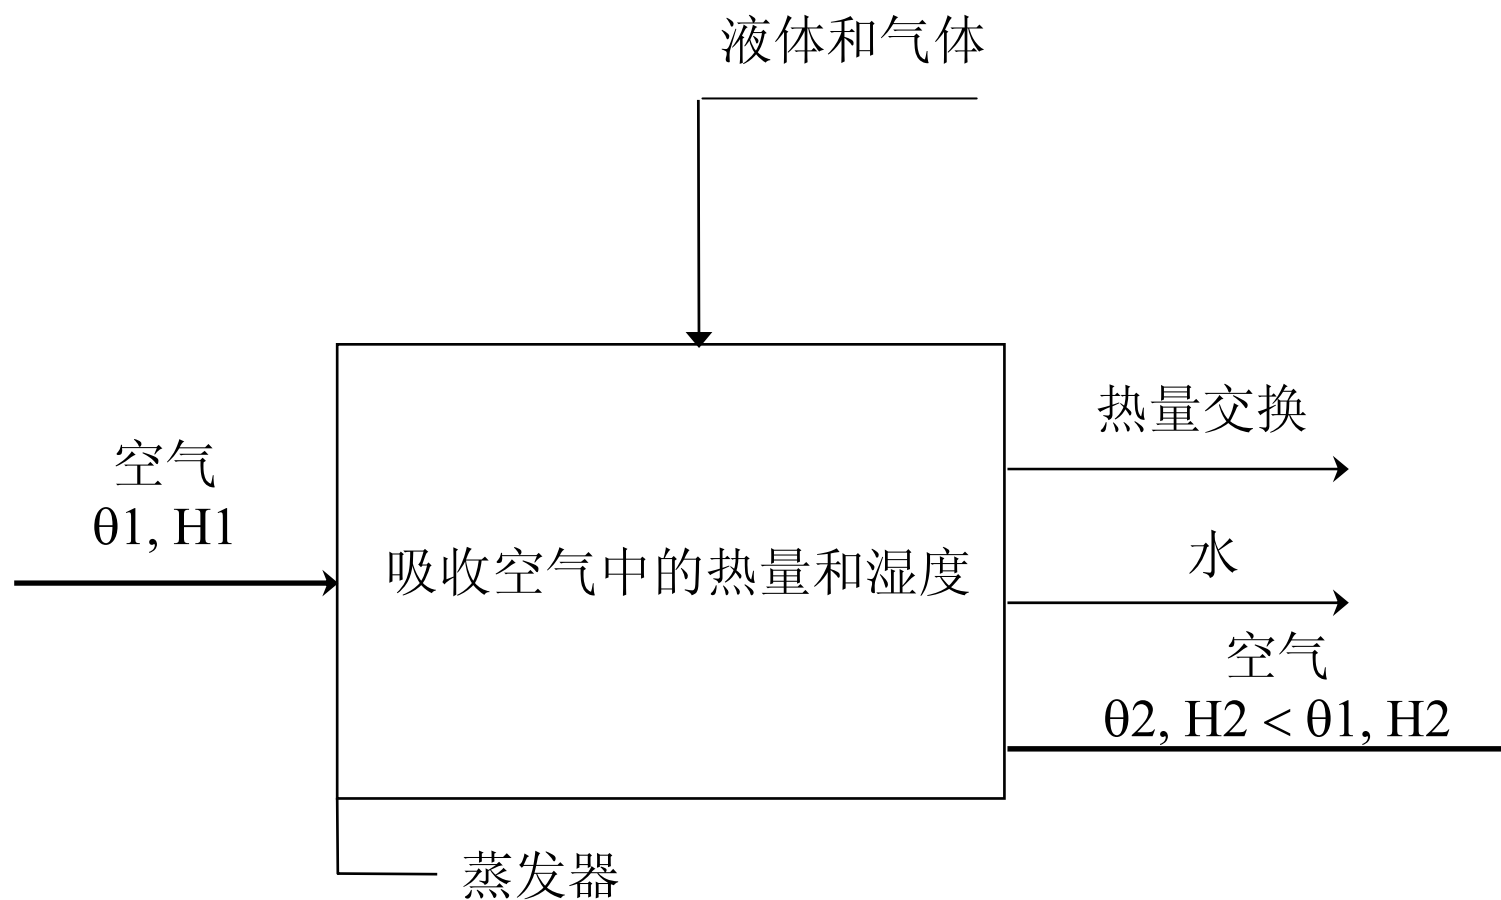 液体和气体
热量交换
空气
θ1, H1
吸收空气中的热量和湿度
水
空气
θ2, H2 < θ1, H2
蒸发器